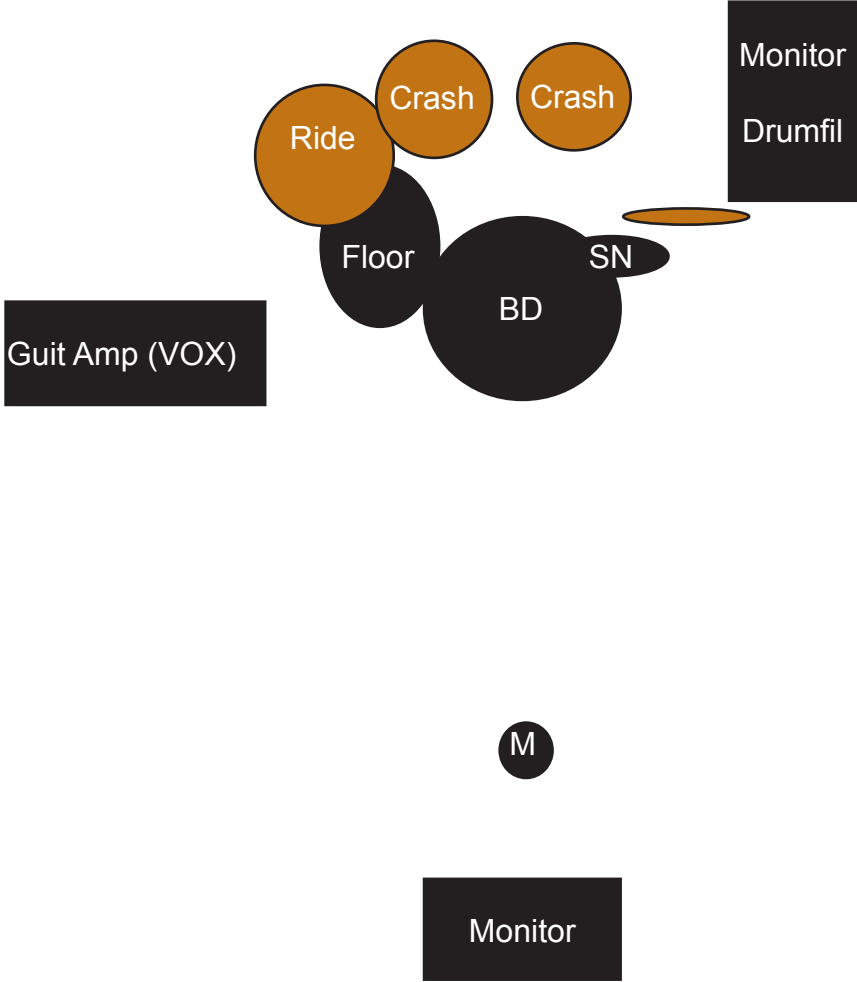 Monitor
Drumfil
Crash
Crash
Ride
Floor
SN
BD
Guit Amp (VOX)
M
Monitor